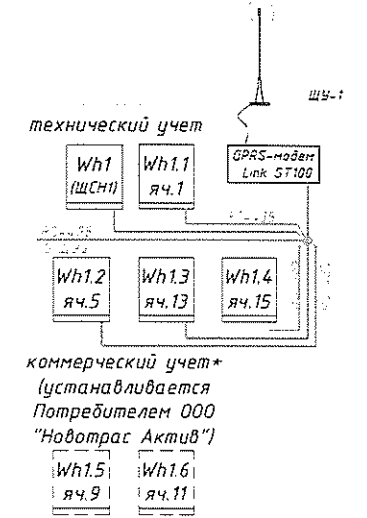 ЩУ-1
технический учет
GPRS-модем
Link ST100
Wh1
(ЩСН1)
Wh1.1
яч.1
Wh1.2
яч.5
Wh1.3
яч.13
Wh1.4
яч.15
коммерческий учет*
(устанавливается
Потребителем ООО
"Новотрас Актив")
Wh1.5
яч.9
Wh1.6
яч.11